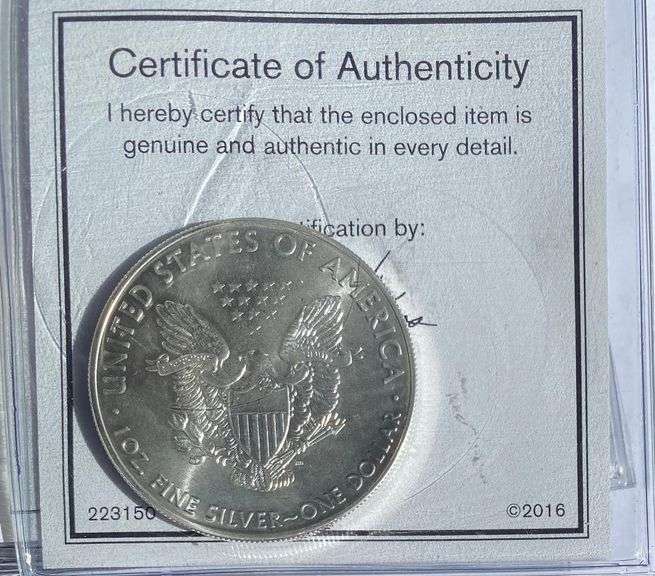 Certificate of Authenticity
I hereby certify that the enclosed item is
genuine and authentic in every detail.
ification by:
UNITED STATES OF AMERICA
1 OZ. FINE SILVER~ONE DOLLAR
223150
©2016